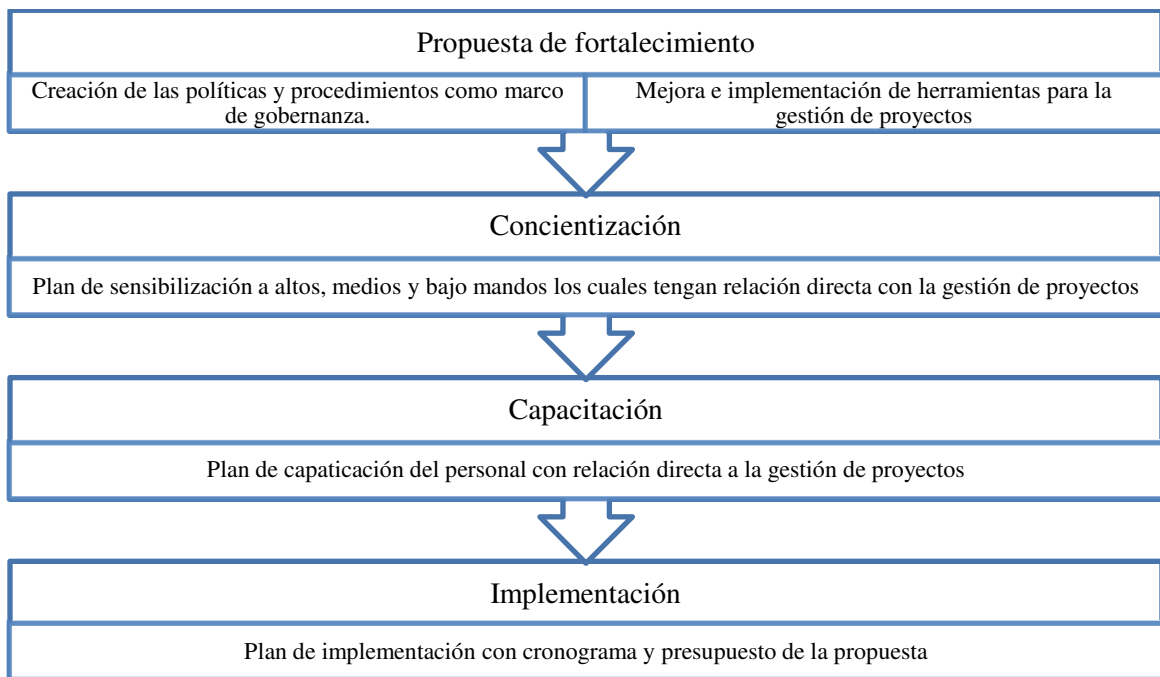 Propuesta de fortalecimiento
Creación de las políticas y procedimientos como marco
de gobernanza.
Mejora e implementación de herramientas para la
gestión de proyectos
Concientización
Plan de sensibilización a altos, medios y bajo mandos los cuales tengan relación directa con la gestión de proyectos
Capacitación
Plan de capaticación del personal con relación directa a la gestión de proyectos
Implementación
Plan de implementación con cronograma y presupuesto de la propuesta